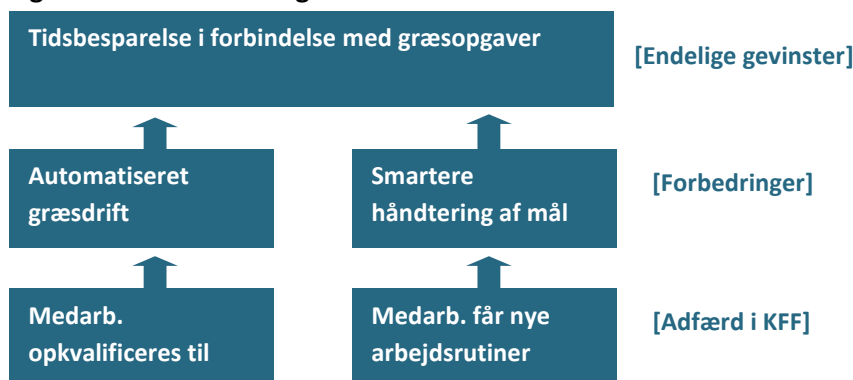 Tidsbesparelse i forbindelse med græsopgaver
[Endelige gevinster]
Automatiseret
græsdrift
Smartere
håndtering af mål
[Forbedringer]
Medarb.
opkvalificeres til
Medarb. får nye
arbejdsrutiner
[Adfærd i KFF]